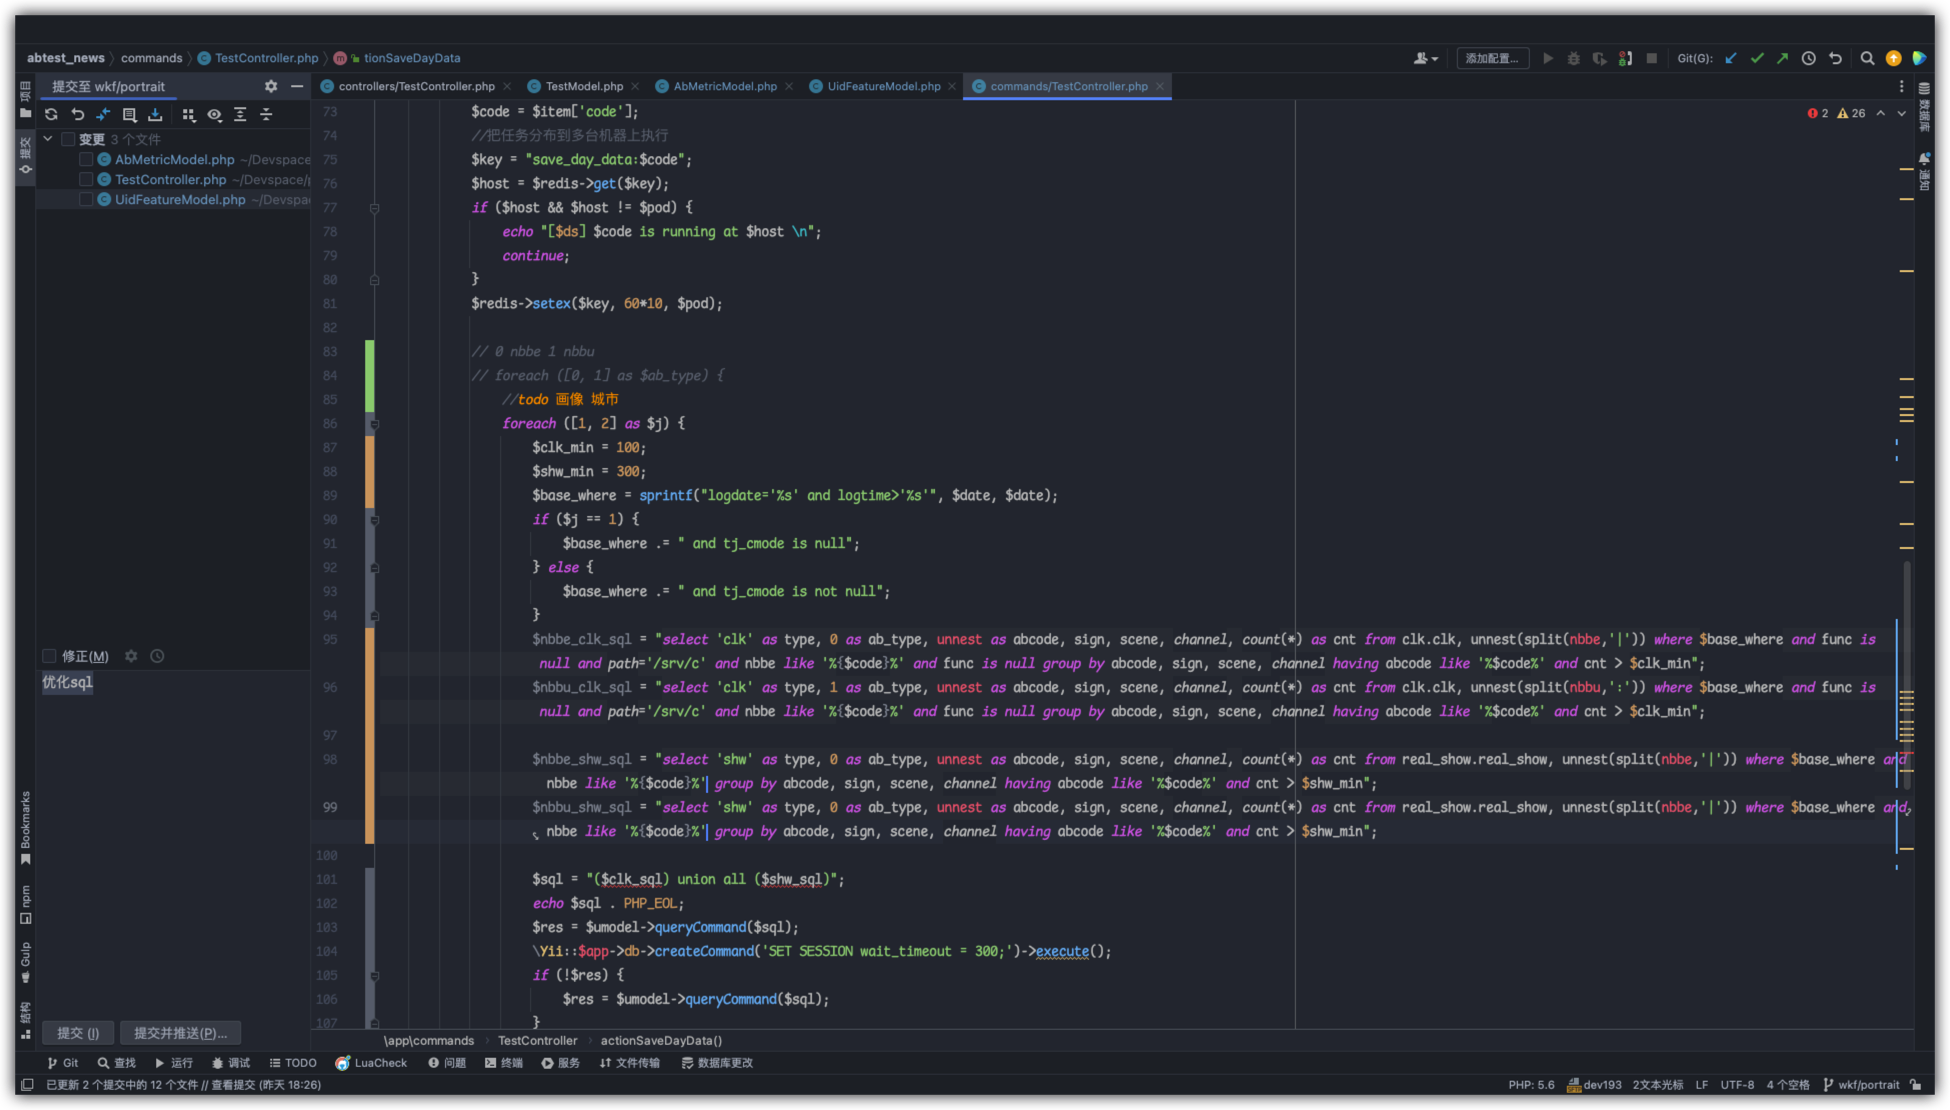 abtest_news commands TestController.php tionSaveDayData
添加配置... Git(G):
提交至 wkf/portrait
controllers/TestController.php TestModel.php AbMetricModel.php UidFeatureModel.php commands/TestController.php
项目
提交
变更 3 个文件
AbMetricModel.php ~/Devspace
TestController.php ~/Devspace/
UidFeatureModel.php ~/Devspa
2 26
数据库
通知
73 $code = $item['code'];
74 //把任务分布到多台机器上执行
75 $key = "save_day_data:$code";
76 $host = $redis->get($key);
77 if ($host && $host != $pod) {
78 echo "[$ds] $code is running at $host \n";
79 continue;
80 }
81 $redis->setex($key, 60*10, $pod);
82
83 // 0 nbbe 1 nbbu
84 // foreach ([0, 1] as $ab_type) {
85 //todo 画像 城市
86 foreach ([1, 2] as $j) {
87 $clk_min = 100;
88 $shw_min = 300;
89 $base_where = sprintf("logdate='%s' and logtime>'%s'", $date, $date);
90 if ($j == 1) {
91 $base_where .= " and tj_cmode is null";
92 } else {
93 $base_where .= " and tj_cmode is not null";
94 }
95 $nbbe_clk_sql = "select 'clk' as type, 0 as ab_type, unnest as abcode, sign, scene, channel, count(*) as cnt from clk.clk, unnest(split(nbbe,'|')) where $base_where and func is
null and path='/srv/c' and nbbe like '%{$code}%' and func is null group by abcode, sign, scene, channel having abcode like '%$code%' and cnt > $clk_min";
96 $nbbu_clk_sql = "select 'clk' as type, 1 as ab_type, unnest as abcode, sign, scene, channel, count(*) as cnt from clk.clk, unnest(split(nbbu,':')) where $base_where and func is
null and path='/srv/c' and nbbe like '%{$code}%' and func is null group by abcode, sign, scene, channel having abcode like '%$code%' and cnt > $clk_min";
97
98 $nbbe_shw_sql = "select 'shw' as type, 0 as ab_type, unnest as abcode, sign, scene, channel, count(*) as cnt from real_show.real_show, unnest(split(nbbe,'|')) where $base_where and
nbbe like '%{$code}%' group by abcode, sign, scene, channel having abcode like '%$code%' and cnt > $shw_min";
99 $nbbu_shw_sql = "select 'shw' as type, 0 as ab_type, unnest as abcode, sign, scene, channel, count(*) as cnt from real_show.real_show, unnest(split(nbbe,'|')) where $base_where and
nbbe like '%{$code}%' group by abcode, sign, scene, channel having abcode like '%$code%' and cnt > $shw_min";
100
101 $sql = "($clk_sql) union all ($shw_sql)";
102 echo $sql . PHP_EOL;
103 $res = $umodel->queryCommand($sql);
104 \Yii::$app->db->createCommand('SET SESSION wait_timeout = 300;')->execute();
105 if (!$res) {
106 $res = $umodel->queryCommand($sql);
107 }
修正(M)
优化sql
Bookmarks
npm
Gulp
结构
提交 (I) 提交并推送(P)...
\app\commands TestController actionSaveDayData()
Git 查找 运行 调试 TODO LuaCheck 问题 终端 服务 文件传输 数据库更改
已更新 2 个提交中的 12 个文件 // 查看提交 (昨天 18:26)
PHP: 5.6 dev193 2文本光标 LF UTF-8 4 个空格 wkf/portrait